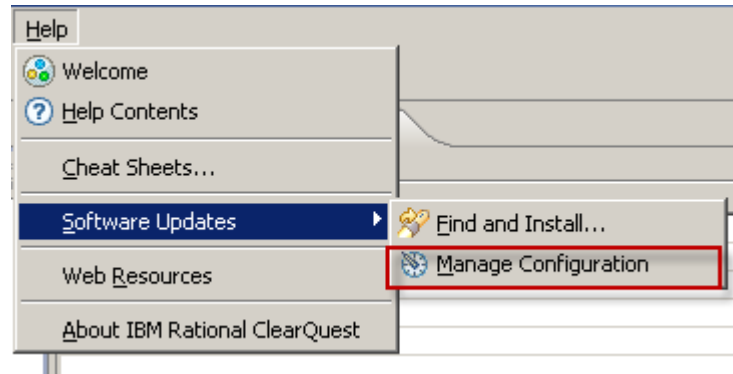 Help
Welcome
Help Contents
Cheat Sheets...
Software Updates
Find and Install...
Manage Configuration
Web Resources
About IBM Rational ClearQuest